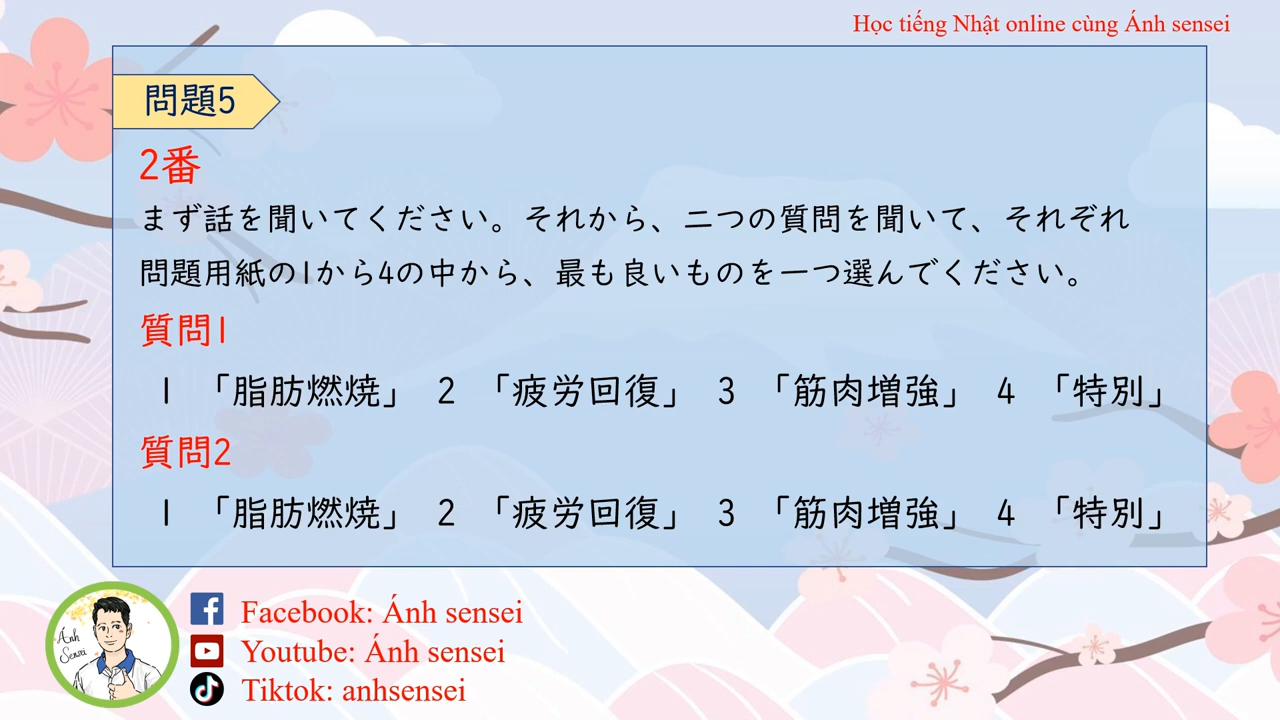 Học tiếng Nhật online cùng Ánh sensei
問題5
2番
まず話を聞いてください。それから、二つの質問を聞いて、それぞれ
問題用紙の1から4の中から、最も良いものを一つ選んでください。
質問1
1 「脂肪燃焼」 2 「疲労回復」 3 「筋肉増強」 4 「特別」
質問2
1 「脂肪燃焼」 2 「疲労回復」 3 「筋肉増強」 4 「特別」
Ánh Sensei
Facebook: Ánh sensei
Youtube: Ánh sensei
Tiktok: anhsensei